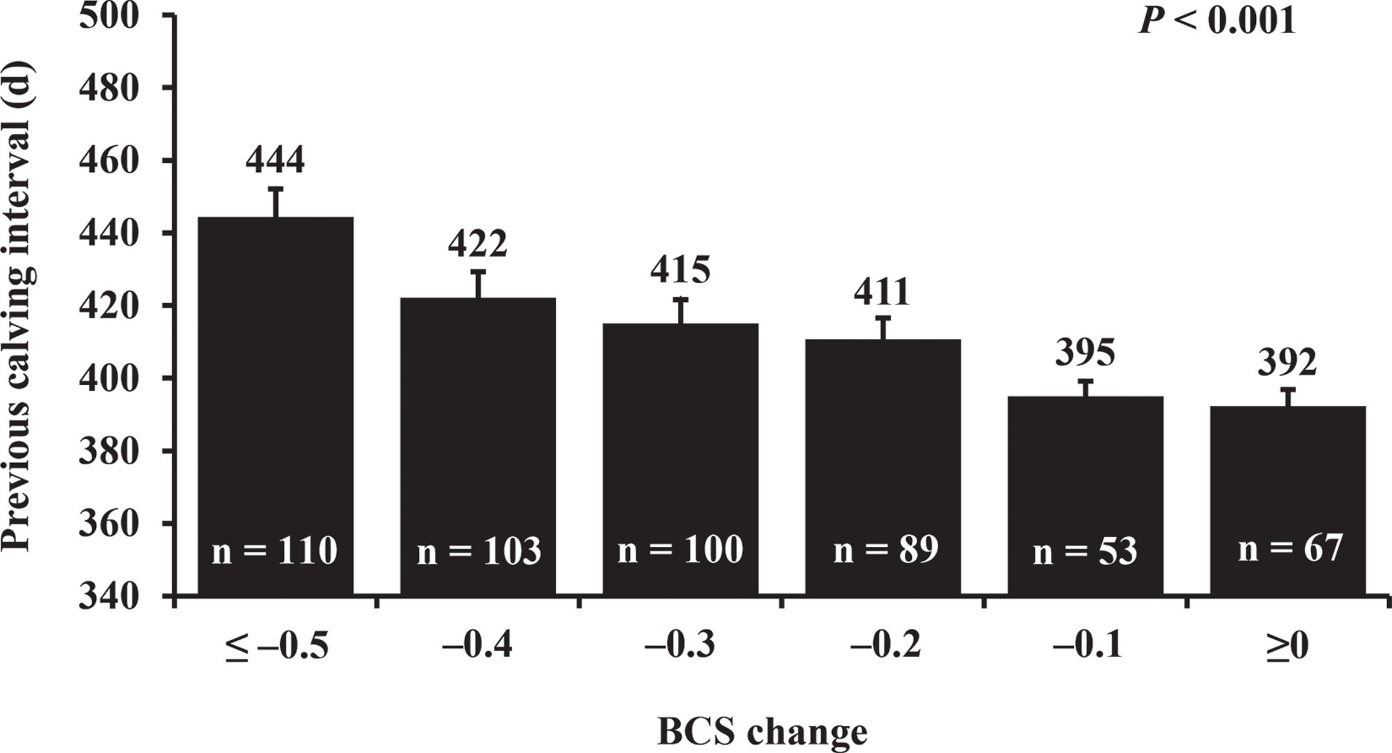 P < 0.001
Previous calving interval (d)
500
480
460
440
420
400
380
360
340
444
422
415
411
395
392
n = 110
n = 103
n = 100
n = 89
n = 53
n = 67
≤ –0.5
–0.4
–0.3
–0.2
–0.1
≥0
BCS change